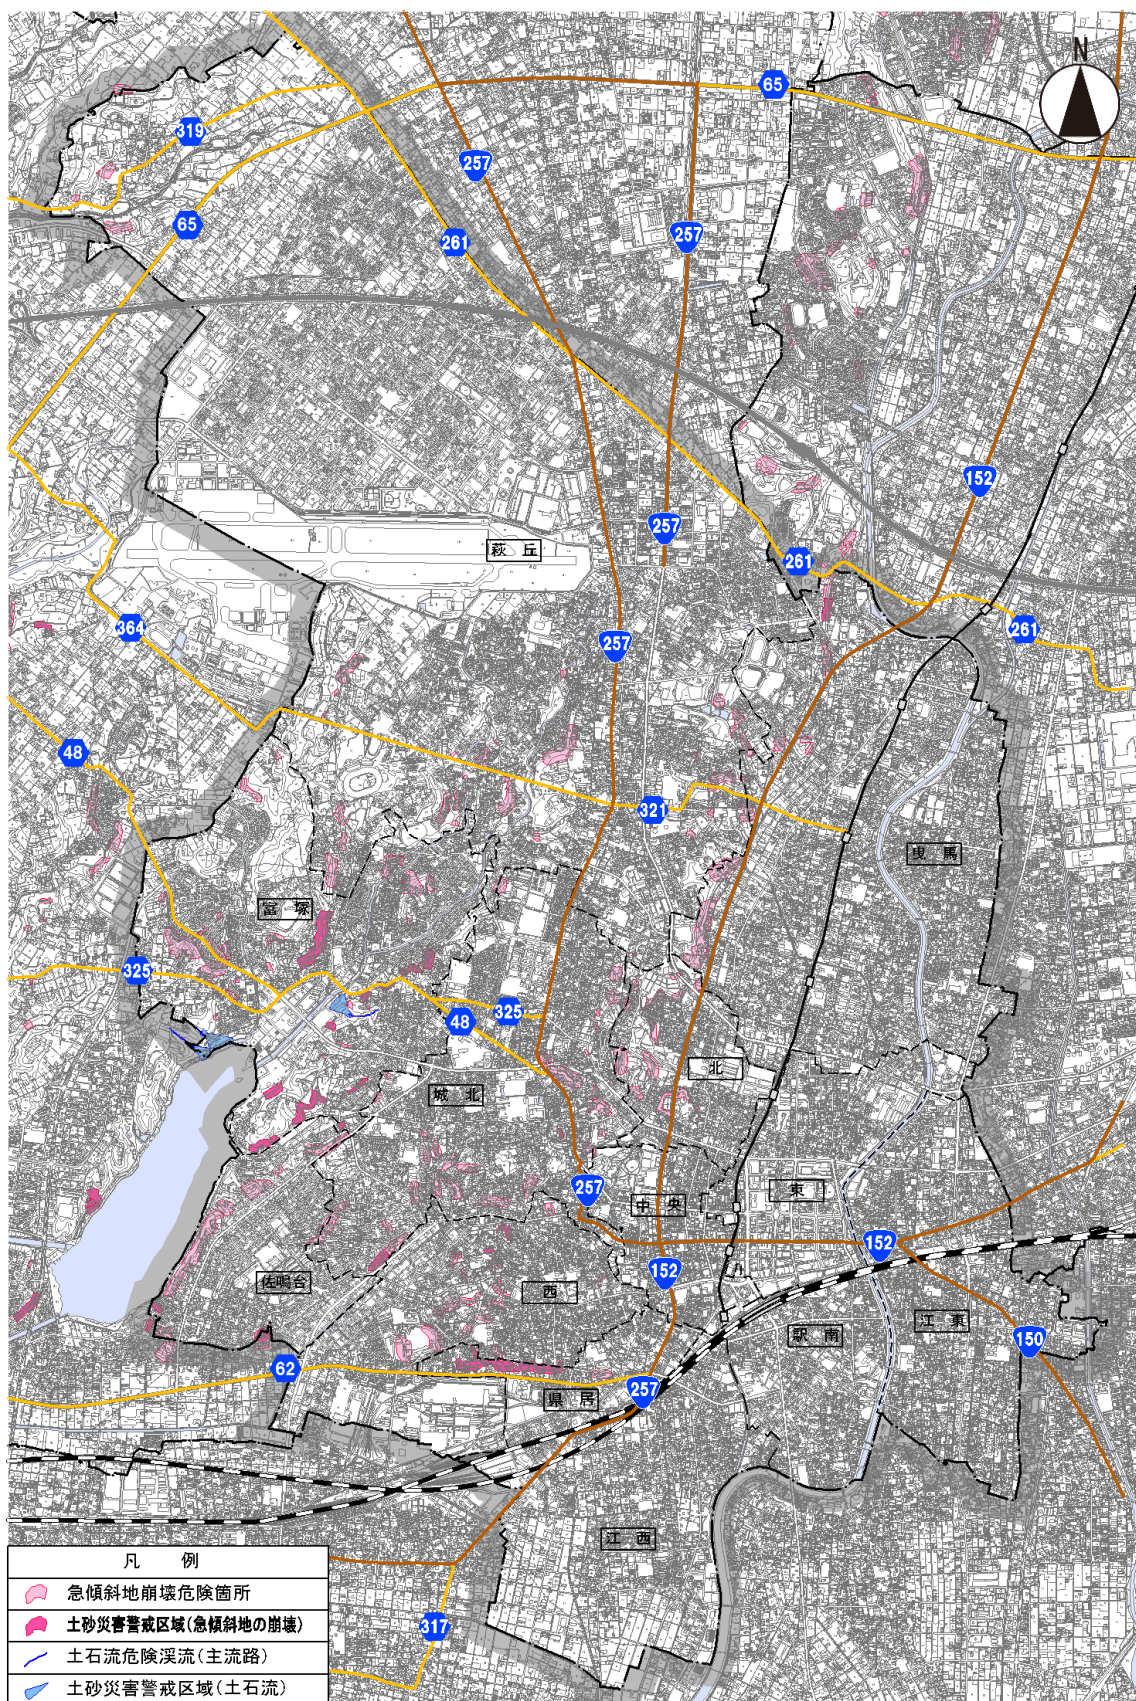 N
65
319
257
65
257
261
152
257
萩 丘
261
364
257
261
48
321
曳 馬
富 塚
325
325
48
北
城 北
257
東
中 央
152
152
佐鳴台
西
江 東
駅 南
150
62
257
県 居
江 西
凡 例
急傾斜地崩壊危険箇所
土砂災害警戒区域(急傾斜地の崩壊)
317
土石流危険渓流(主流路)
土砂災害警戒区域(土石流)